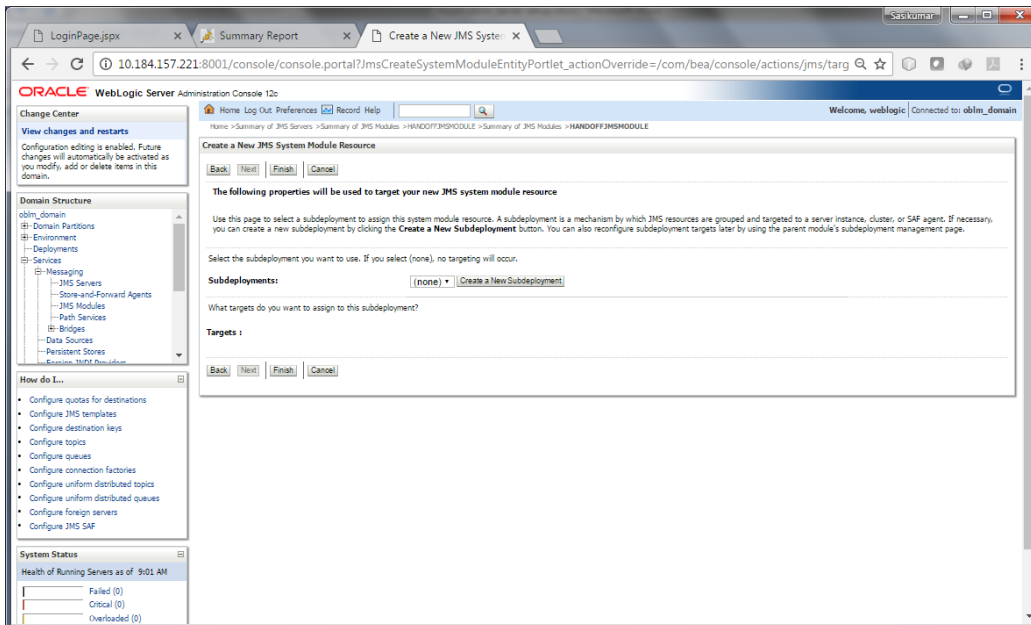 Sasikumar
LoginPage.jspx
Summary Report
Create a New JMS System
10.184.157.221:8001/console/console.portal?JmsCreateSystemModuleEntityPortlet_actionOverride=/com/bea/console/actions/jms/targ
ORACLE WebLogic Server Administration Console 12c
Change Center
View changes and restarts
Configuration editing is enabled. Future
changes will automatically be activated as
you modify, add or delete items in this
domain.
Domain Structure
oblm_domain
Domain Partitions
Environment
Deployments
Services
Messaging
JMS Servers
Store-and-Forward Agents
JMS Modules
Path Services
Bridges
Data Sources
Persistent Stores
Foreign JNDI Providers
How do I...
Configure quotas for destinations
Configure JMS templates
Configure destination keys
Configure topics
Configure queues
Configure connection factories
Configure uniform distributed topics
Configure uniform distributed queues
Configure foreign servers
Configure JMS SAF
System Status
Health of Running Servers as of 9:01 AM
Failed (0)
Critical (0)
Overloaded (0)
Home Log Out Preferences Record Help
Welcome, weblogic Connected to: oblm_domain
Home >Summary of JMS Servers >Summary of JMS Modules >HANDOFFJMSMODULE >Summary of JMS Modules >HANDOFFJMSMODULE
Create a New JMS System Module Resource
Back Next Finish Cancel
The following properties will be used to target your new JMS system module resource
Use this page to select a subdeployment to assign this system module resource. A subdeployment is a mechanism by which JMS resources are grouped and targeted to a server instance, cluster, or SAF agent. If necessary,
you can create a new subdeployment by clicking the Create a New Subdeployment button. You can also reconfigure subdeployment targets later by using the parent module's subdeployment management page.
Select the subdeployment you want to use. If you select (none), no targeting will occur.
Subdeployments: (none) Create a New Subdeployment
What targets do you want to assign to this subdeployment?
Targets :
Back Next Finish Cancel